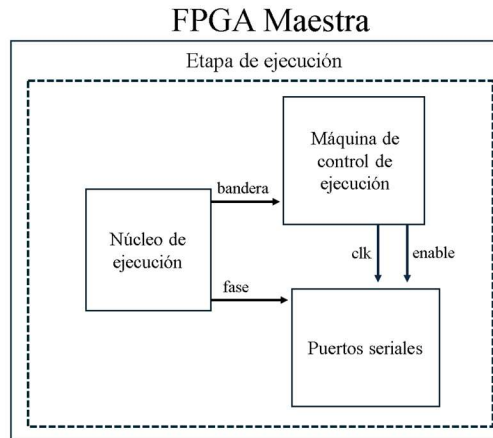 FPGA Maestra
Etapa de ejecución
Máquina de
control de
ejecución
bandera
Núcleo de
ejecución
clk
enable
fase
Puertos seriales